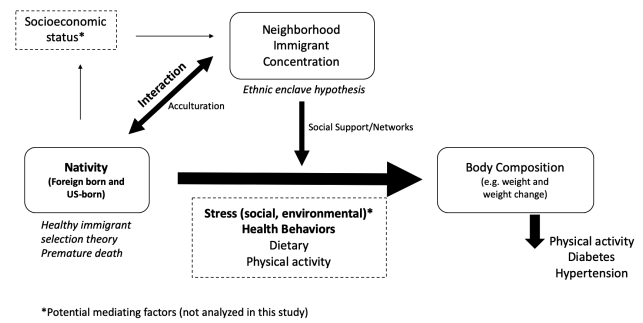 Socioeconomic
status*
Neighborhood
Immigrant
Concentration
Ethnic enclave hypothesis
Interaction
Acculturation
Social Support/Networks
Nativity
(Foreign born and
US-born)
Healthy immigrant
selection theory
Premature death
Stress (social, environmental)*
Health Behaviors
Dietary
Physical activity
Body Composition
(e.g. weight and
weight change)
Physical activity
Diabetes
Hypertension
*Potential mediating factors (not analyzed in this study)